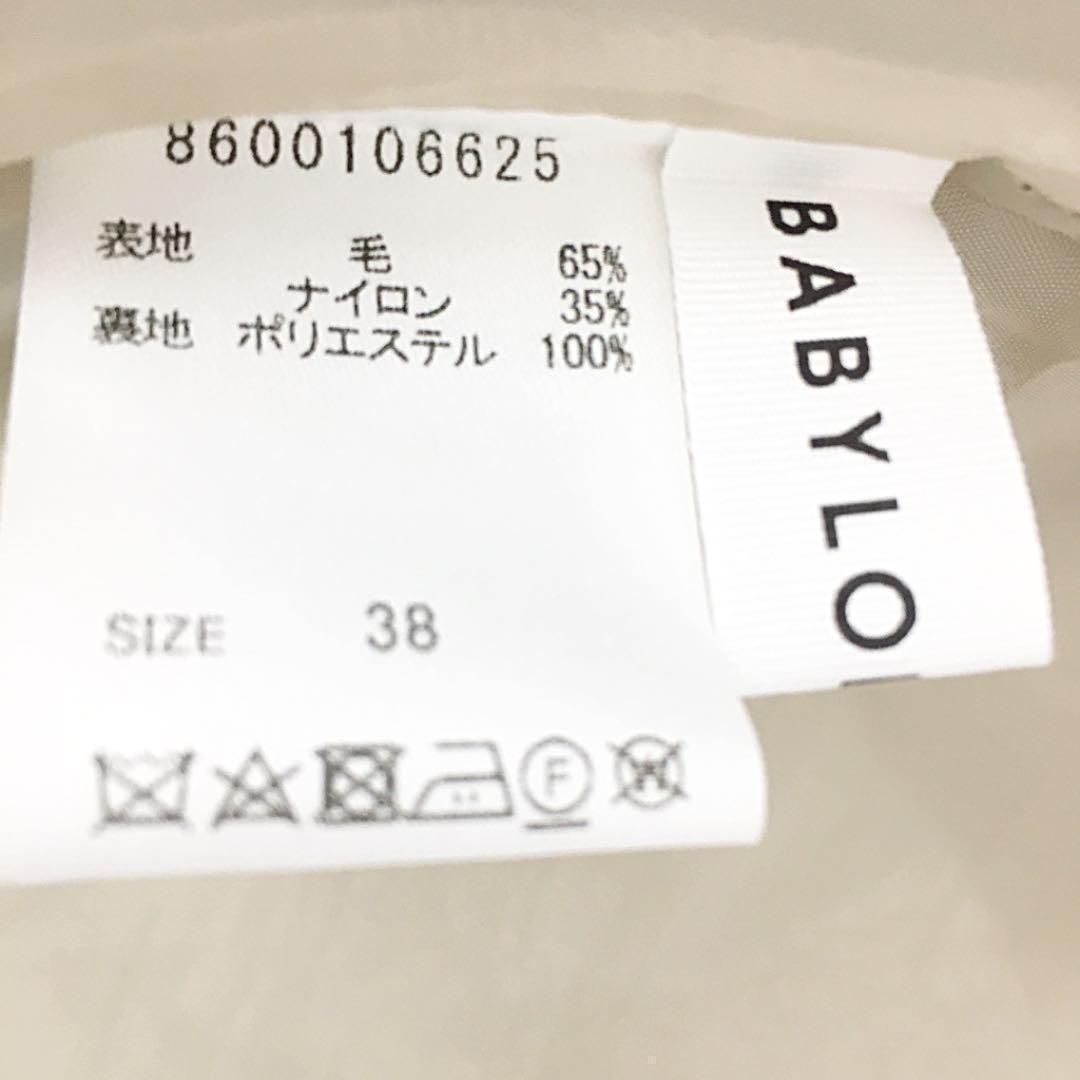 8600106625
表地 毛 65%
ナイロン 35%
裏地 ポリエステル 100%
SIZE 38
F
W
BABYLO